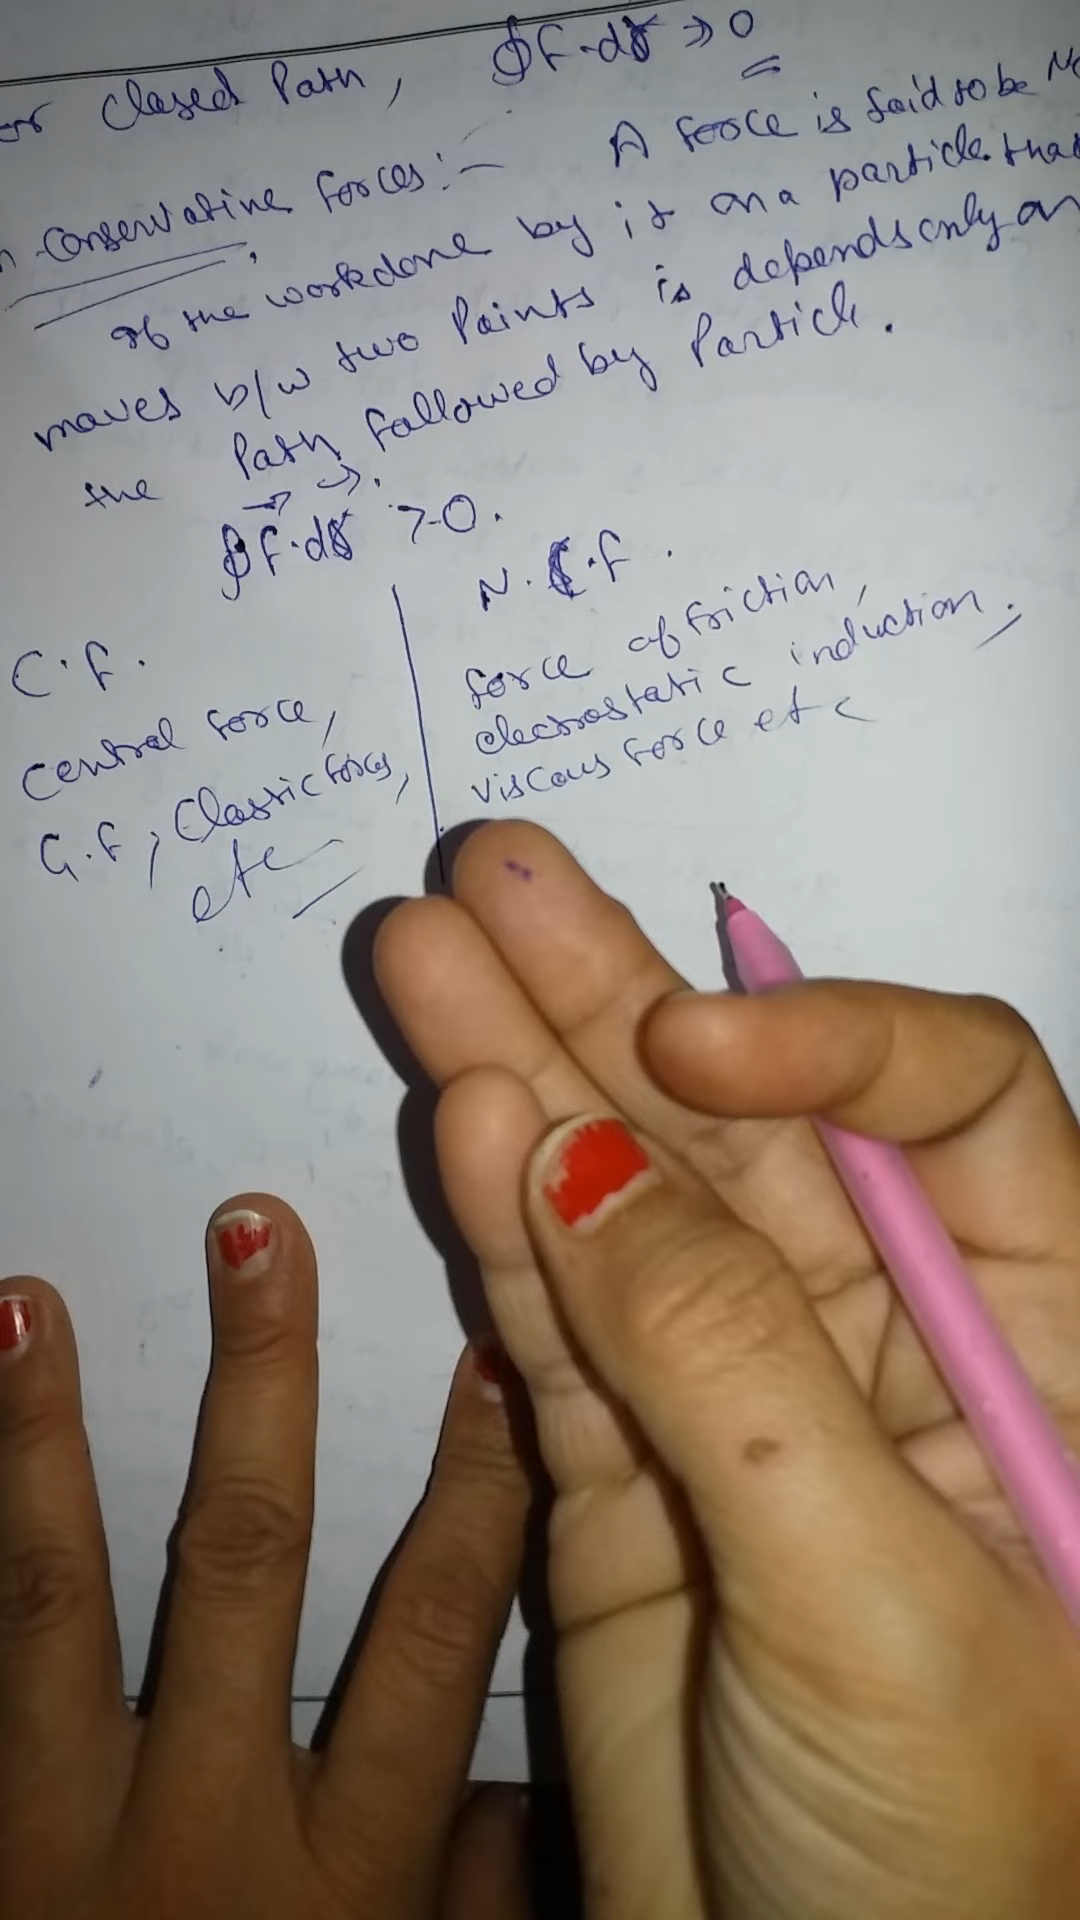 or Closed Path, ∮F.dr => 0
n-conservative forces:- A force is said to be No
If the workdone by it on a particle that
moves b/w two Points is depends only on
the Path followed by Particle.
∮F.dr >0.
C.F.
Central force,
G.F, Elastic forces,
etc
N.C.F.
force of friction,
electrostatic induction.
viscous force etc